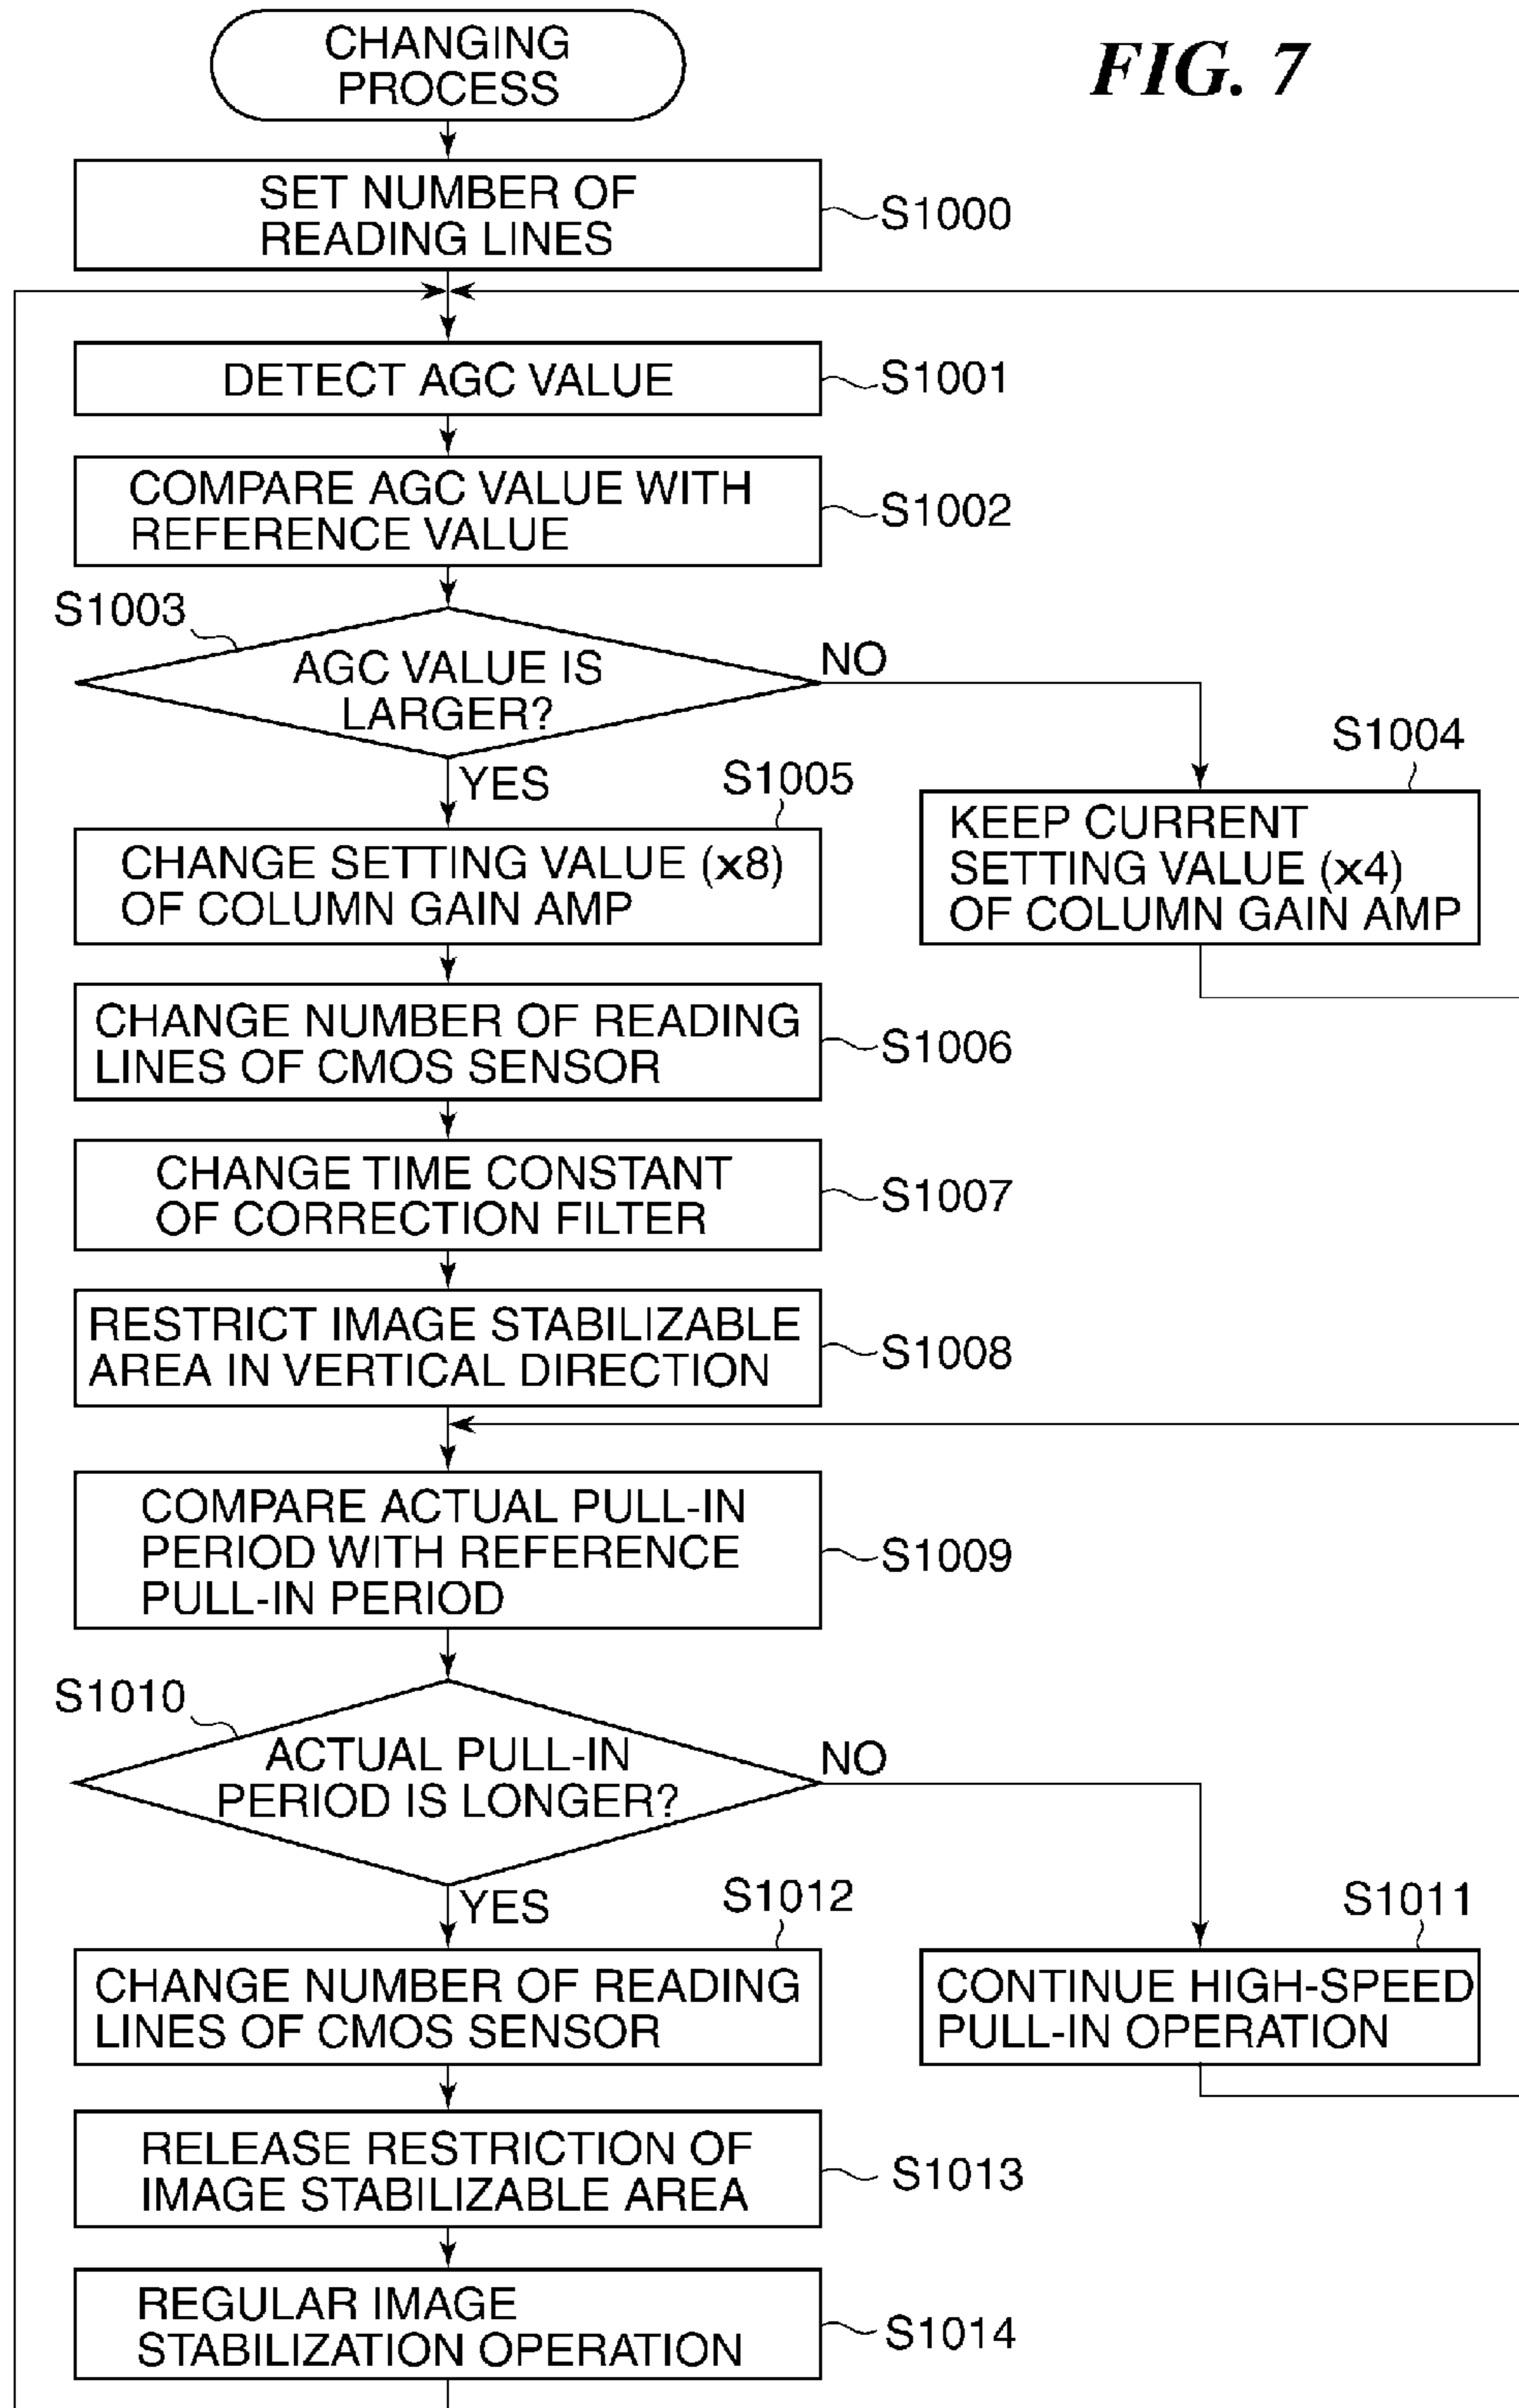 CHANGING
PROCESS
FIG. 7
SET NUMBER OF
READING LINES
S1000
DETECT AGC VALUE
S1001
COMPARE AGC VALUE WITH
REFERENCE VALUE
S1002
S1003
AGC VALUE IS
LARGER?
NO
YES
S1004
KEEP CURRENT
SETTING VALUE (x4)
OF COLUMN GAIN AMP
S1005
CHANGE SETTING VALUE (x8)
OF COLUMN GAIN AMP
CHANGE NUMBER OF READING
LINES OF CMOS SENSOR
S1006
CHANGE TIME CONSTANT
OF CORRECTION FILTER
S1007
RESTRICT IMAGE STABILIZABLE
AREA IN VERTICAL DIRECTION
S1008
COMPARE ACTUAL PULL-IN
PERIOD WITH REFERENCE
PULL-IN PERIOD
S1009
S1010
ACTUAL PULL-IN
PERIOD IS LONGER?
NO
YES
S1011
CONTINUE HIGH-SPEED
PULL-IN OPERATION
S1012
CHANGE NUMBER OF READING
LINES OF CMOS SENSOR
RELEASE RESTRICTION OF
IMAGE STABILIZABLE AREA
S1013
REGULAR IMAGE
STABILIZATION OPERATION
S1014